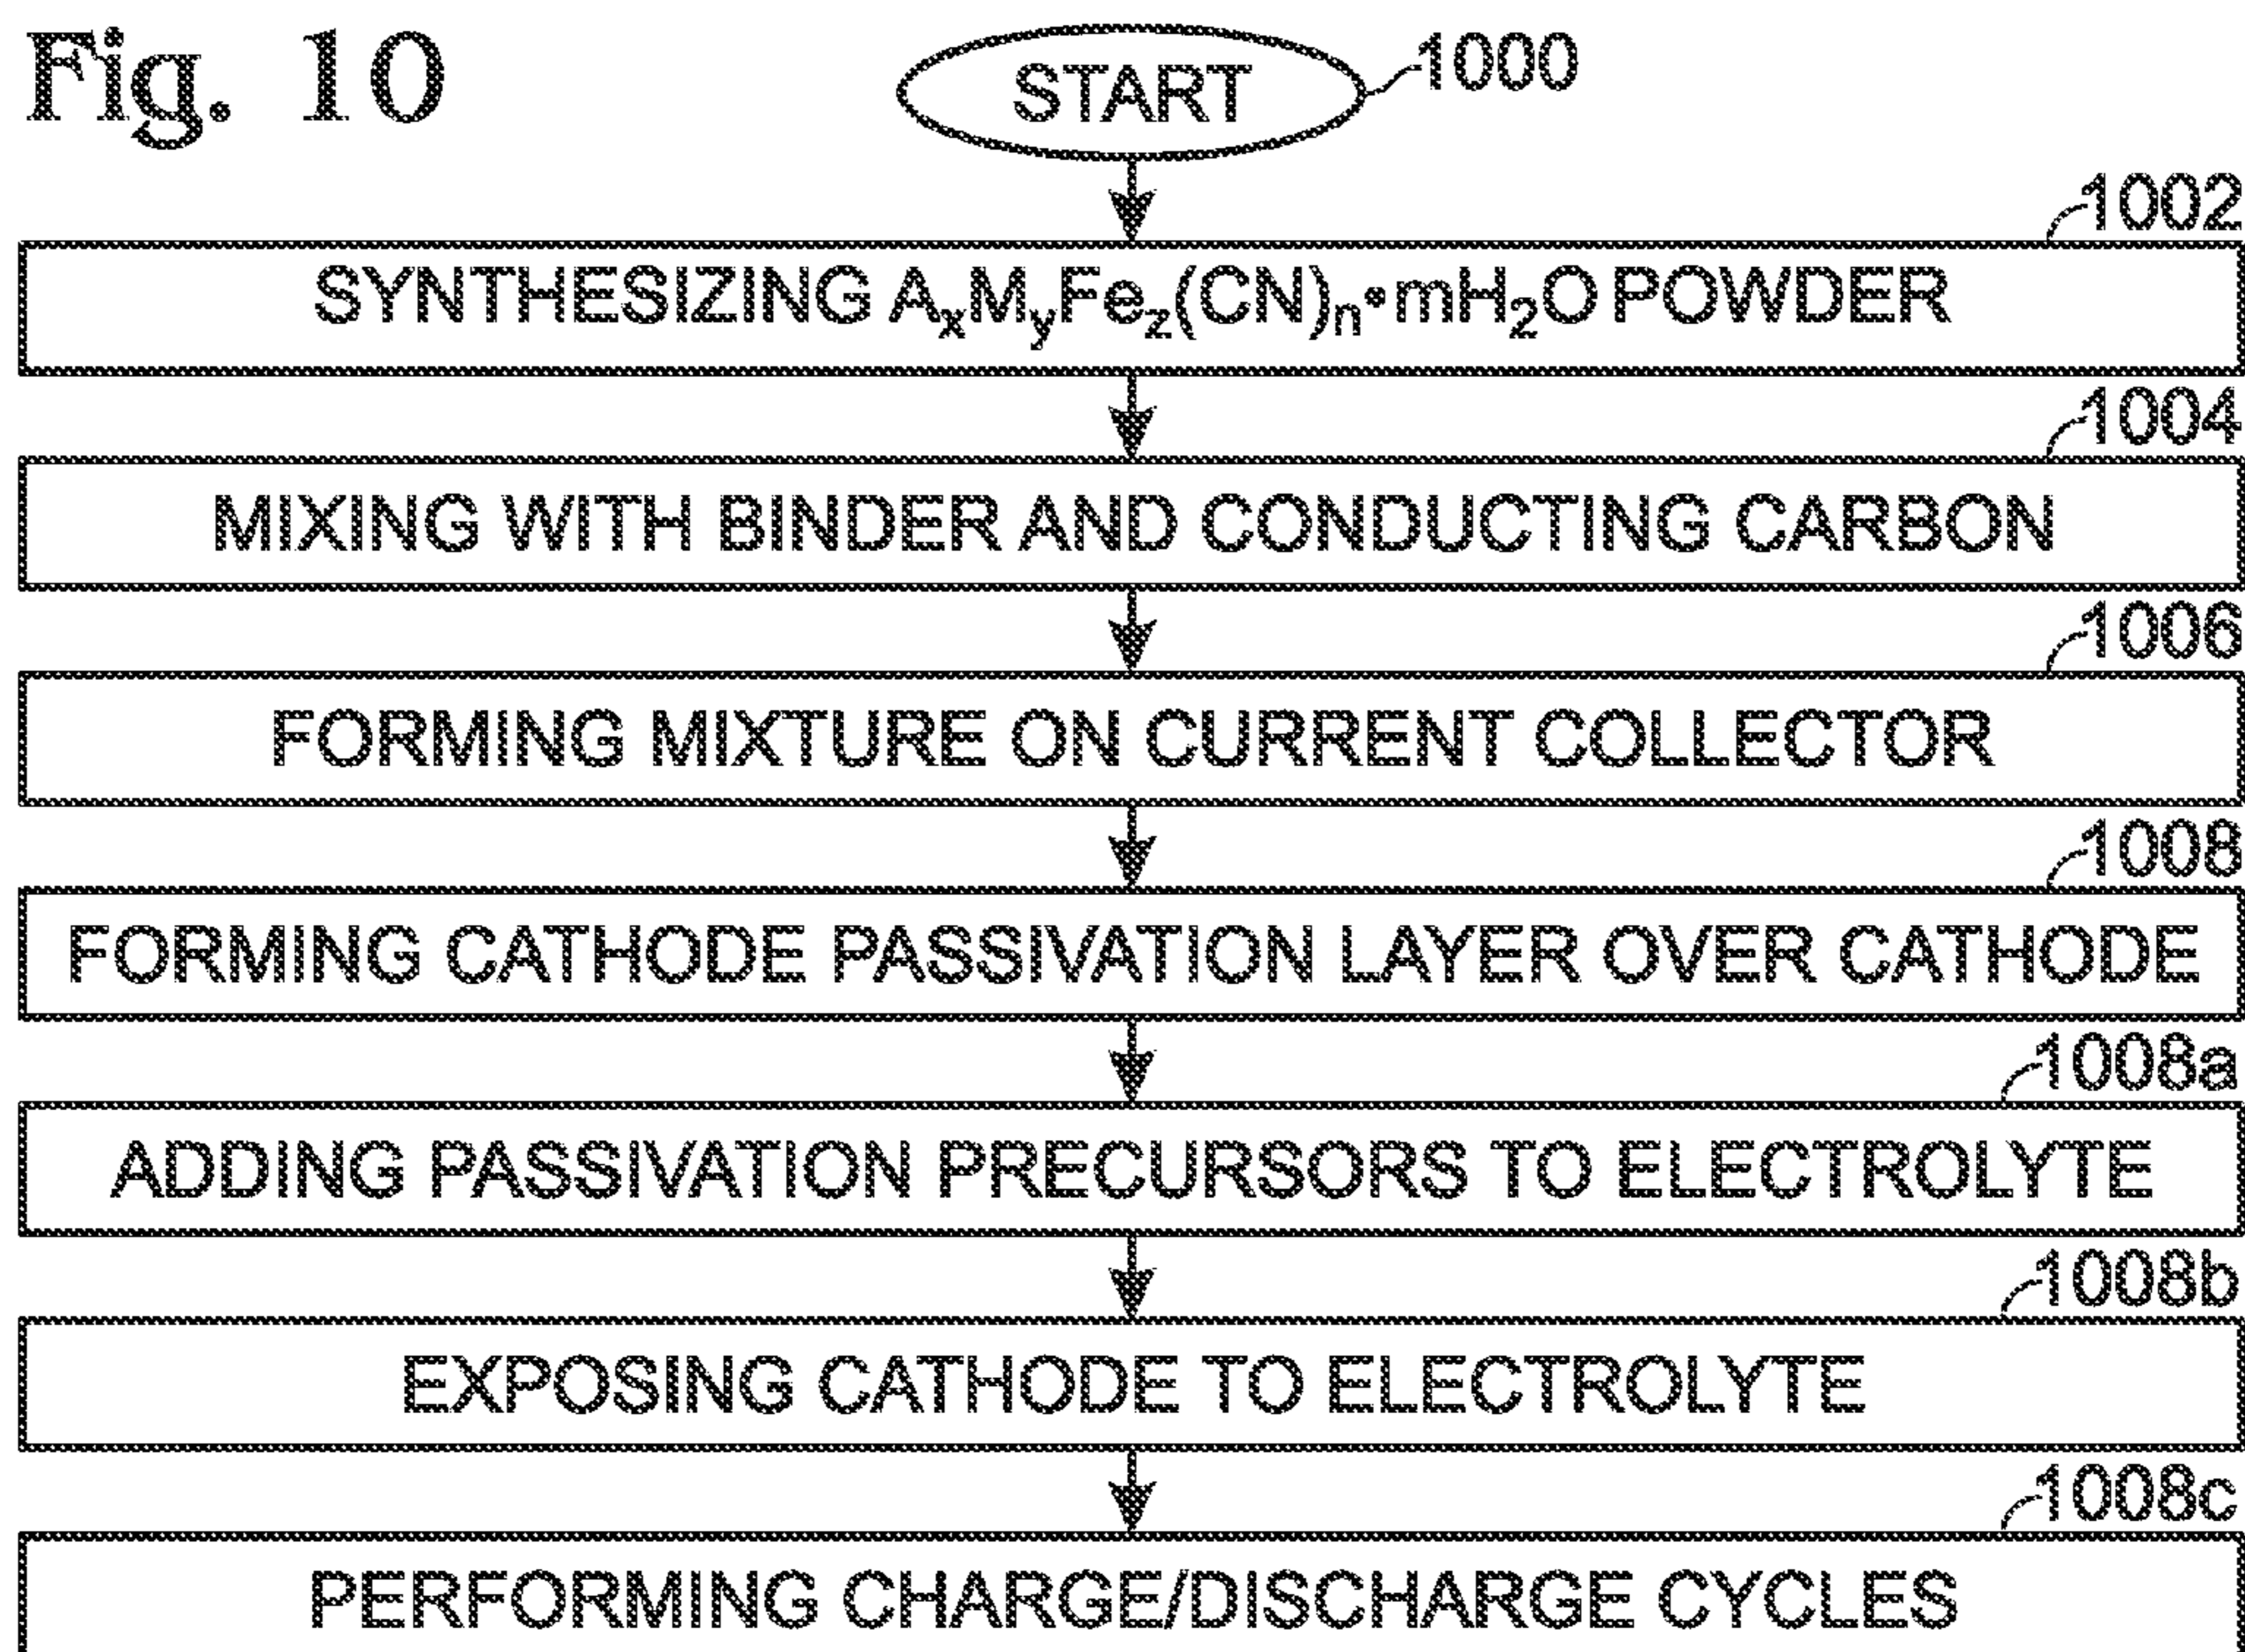 Fig. 10
START
1000
1002
SYNTHESIZING AₓMᵧFe_z(CN)ₙ•mH₂O POWDER
1004
MIXING WITH BINDER AND CONDUCTING CARBON
1006
FORMING MIXTURE ON CURRENT COLLECTOR
1008
FORMING CATHODE PASSIVATION LAYER OVER CATHODE
1008a
ADDING PASSIVATION PRECURSORS TO ELECTROLYTE
1008b
EXPOSING CATHODE TO ELECTROLYTE
1008c
PERFORMING CHARGE/DISCHARGE CYCLES